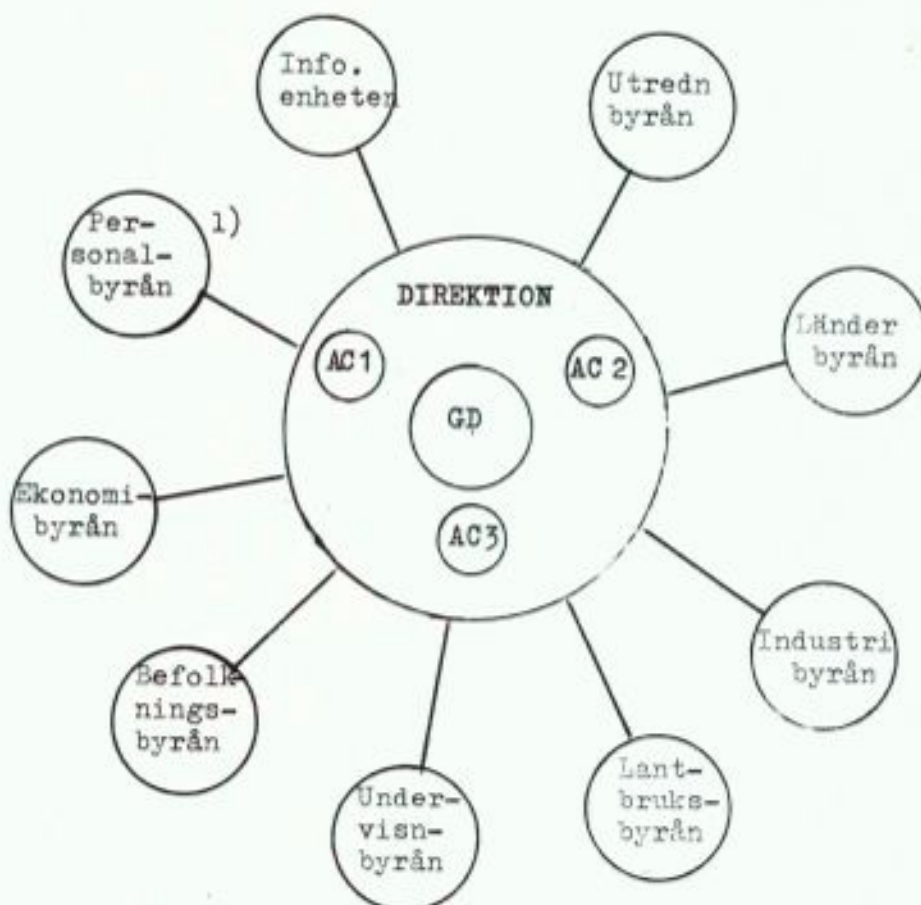 Info.
enheten
Utredn
byrån
Per-
sonal-
byrån
1)
DIREKTION
Länder
byrån
AC1
AC 2
GD
Ekonomi-
byrån
AC3
Industri
byrån
Befolk-
nings-
byrån
Lant-
bruks-
byrån
Under-
visn-
byrån